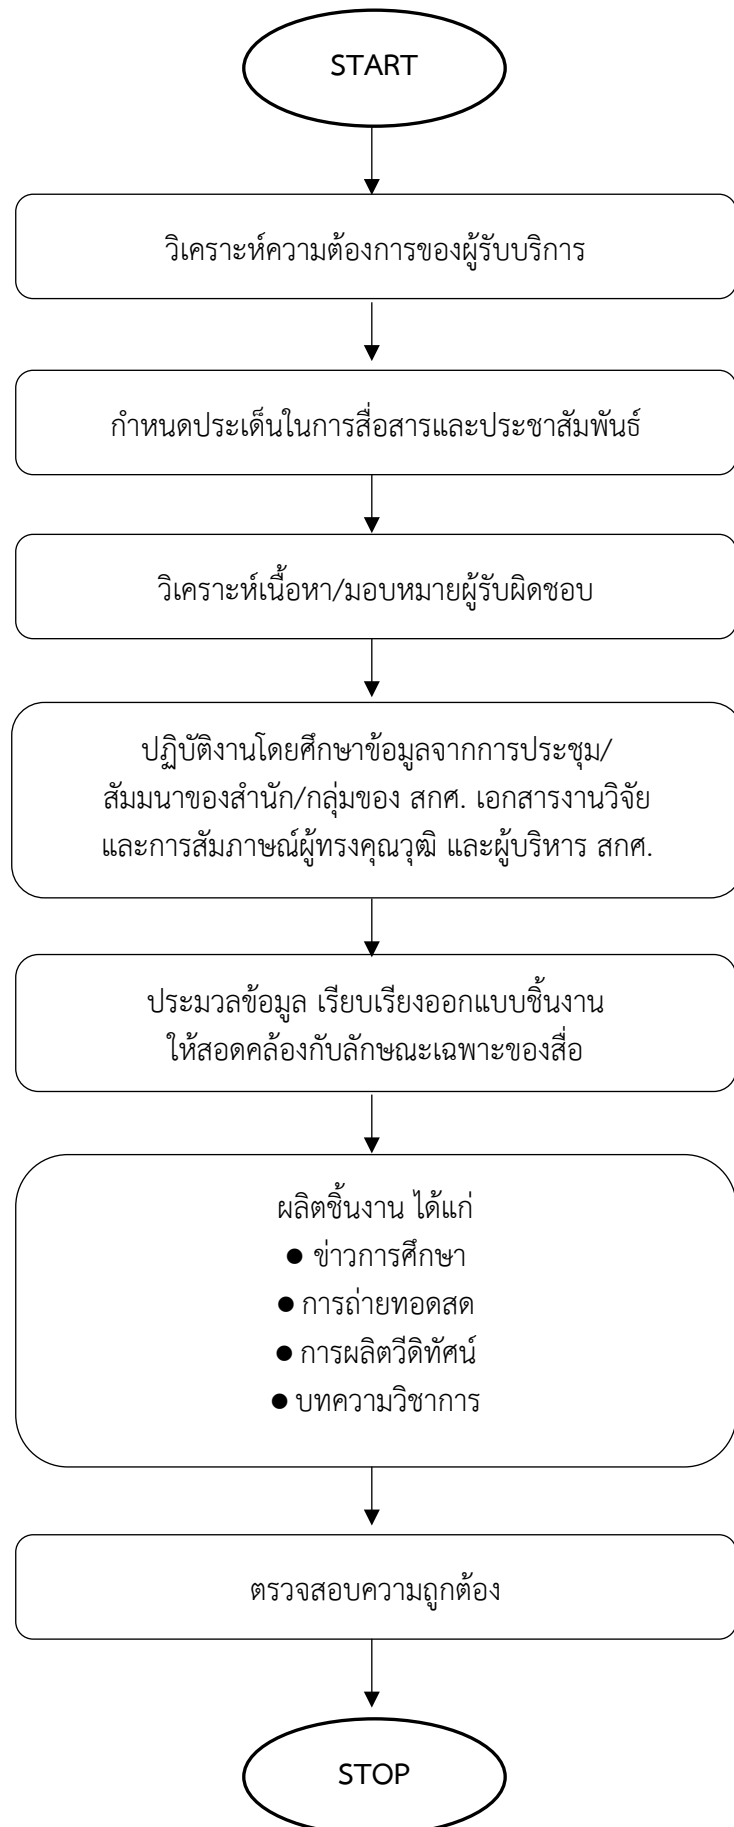 START
วิเคราะห์ความต้องการของผู้รับบริการ
กำหนดประเด็นในการสื่อสารและประชาสัมพันธ์
วิเคราะห์เนื้อหา/มอบหมายผู้รับผิดชอบ
ปฏิบัติงานโดยศึกษาข้อมูลจากการประชุม/
สัมมนาของสำนัก/กลุ่มของ สกศ. เอกสารงานวิจัย
และการสัมภาษณ์ผู้ทรงคุณวุฒิ และผู้บริหาร สกศ.
ประมวลข้อมูล เรียบเรียงออกแบบชิ้นงาน
ให้สอดคล้องกับลักษณะเฉพาะของสื่อ
ผลิตชิ้นงาน ได้แก่
● ข่าวการศึกษา
● การถ่ายทอดสด
● การผลิตวีดิทัศน์
● บทความวิชาการ
ตรวจสอบความถูกต้อง
STOP